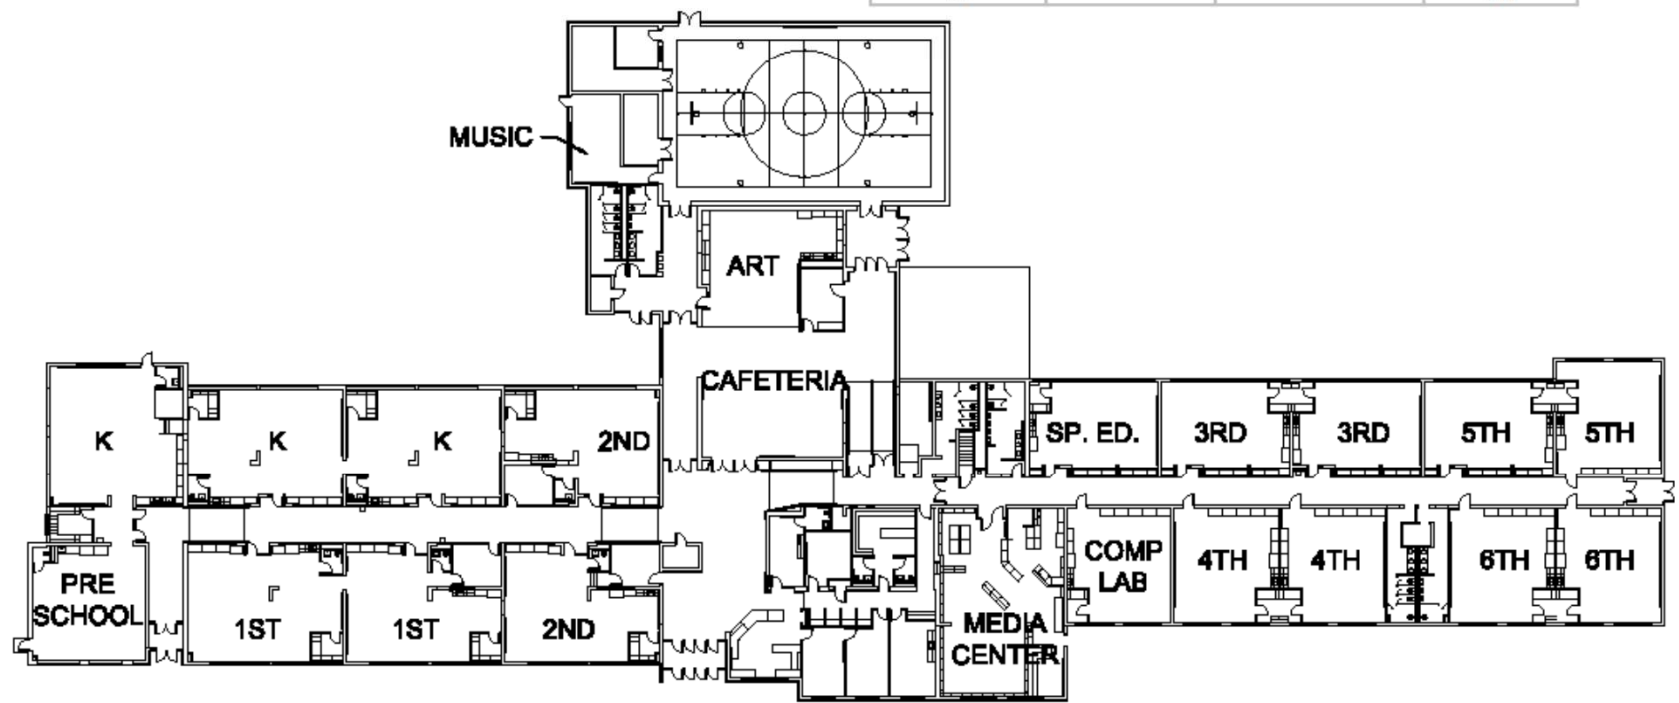 MUSIC
ART
CAFETERIA
K
K
K
2ND
SP. ED.
3RD
3RD
5TH
5TH
PRE
SCHOOL
1ST
1ST
2ND
MEDIA
CENTER
COMP
LAB
4TH
4TH
6TH
6TH